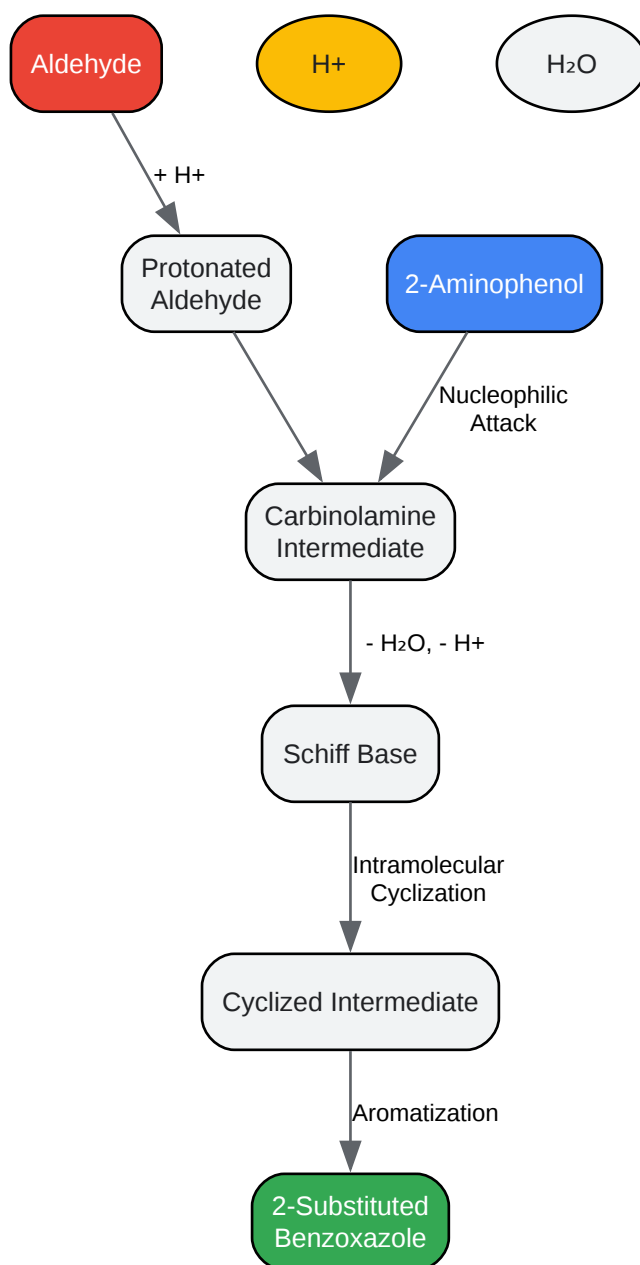 Aldehyde
H+
H₂O
+ H+
Protonated
Aldehyde
2-Aminophenol
Nucleophilic
Attack
Carbinolamine
Intermediate
- H₂O, - H+
Schiff Base
Intramolecular
Cyclization
Cyclized Intermediate
Aromatization
2-Substituted
Benzoxazole